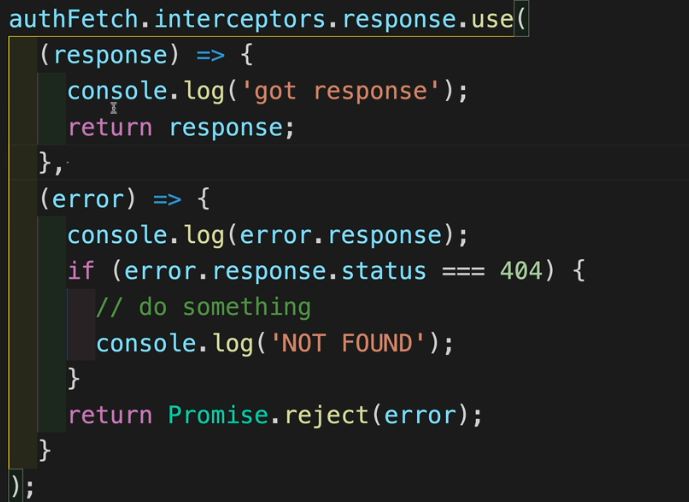 authFetch.interceptors.response.use(
  (response) => {
    console.log('got response');
    return response;
  },
  (error) => {
    console.log(error.response);
    if (error.response.status === 404) {
      // do something
      console.log('NOT FOUND');
    }
    return Promise.reject(error);
  }
);